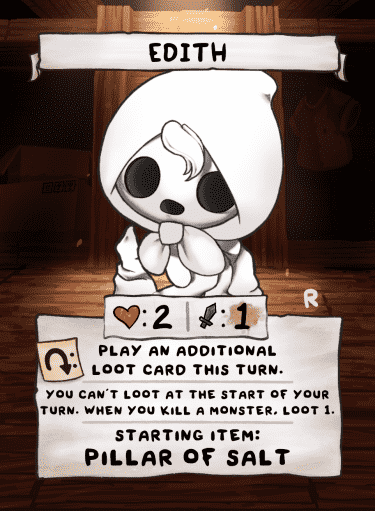 EDITH
:2 :1
R
: PLAY AN ADDITIONAL
LOOT CARD THIS TURN.
YOU CAN'T LOOT AT THE START OF YOUR
TURN. WHEN YOU KILL A MONSTER, LOOT 1.
STARTING ITEM:
PILLAR OF SALT